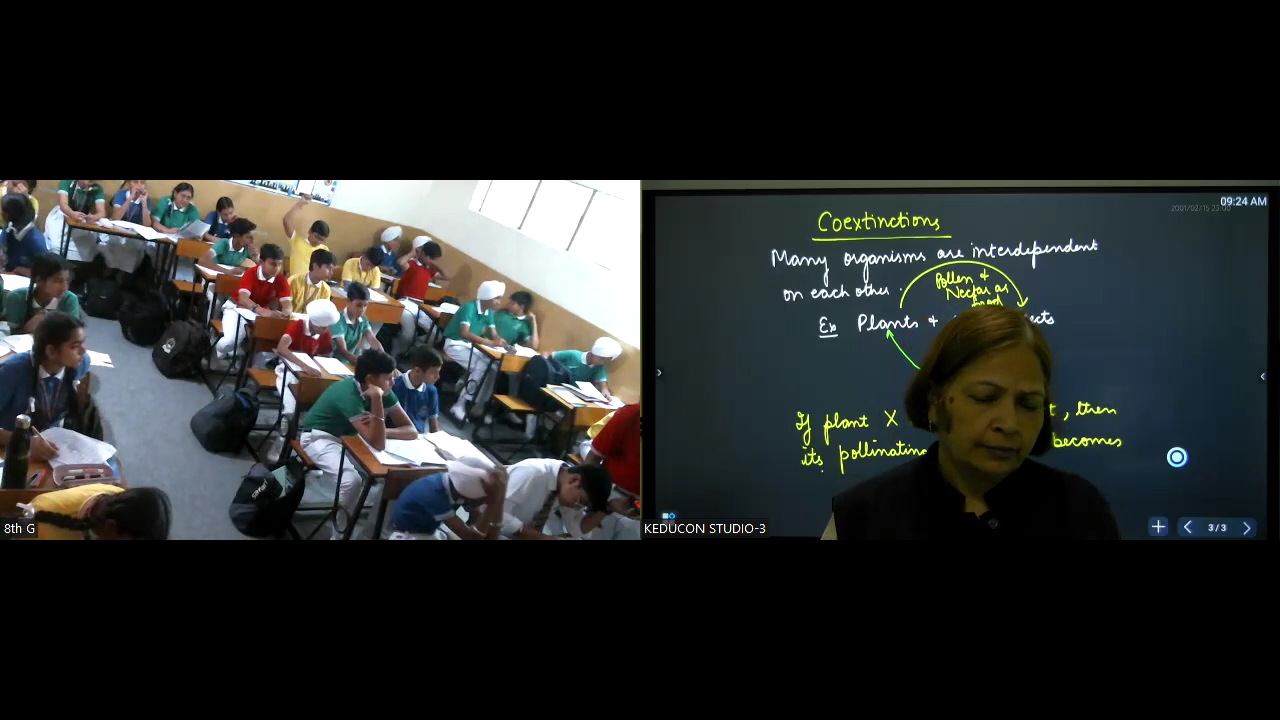 09:24 AM
Coextinctions
Many organisms are interdependent
on each other.
Pollen &
Nectar as
food
Ex Plants &
If plant X , then
its pollinating becomes
3/3
8th G
KEDUCON STUDIO-3